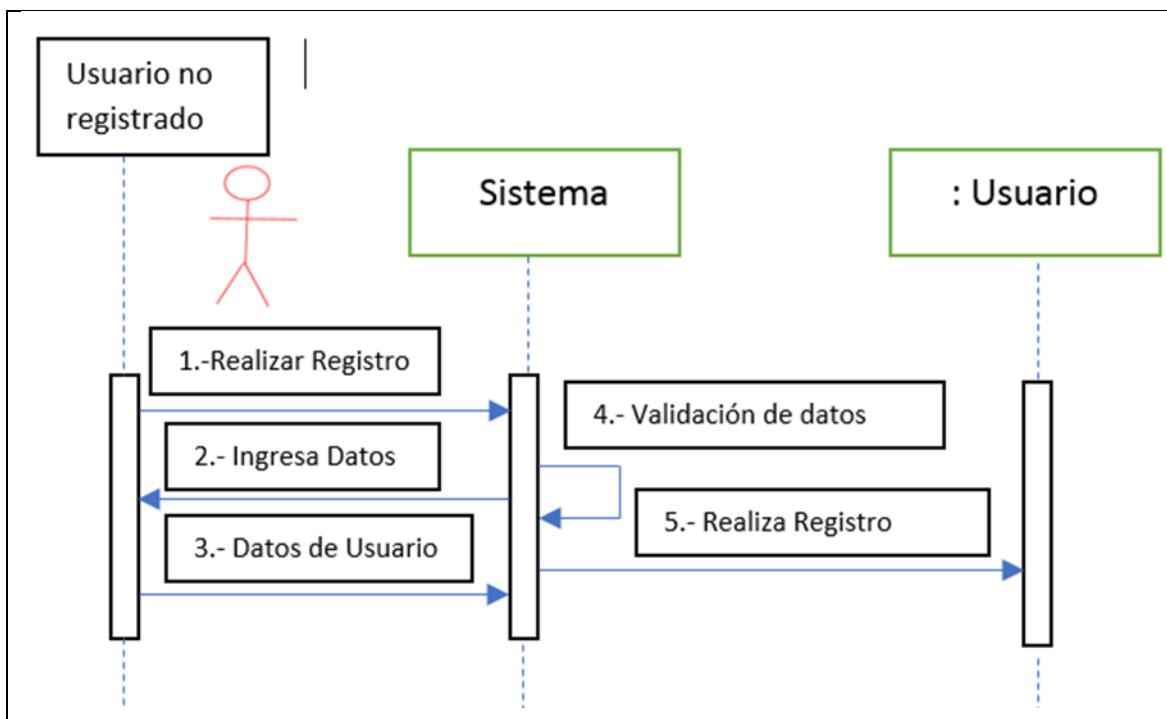 Usuario no
registrado
Sistema
: Usuario
1.-Realizar Registro
4.- Validación de datos
2.- Ingresa Datos
5.- Realiza Registro
3.- Datos de Usuario